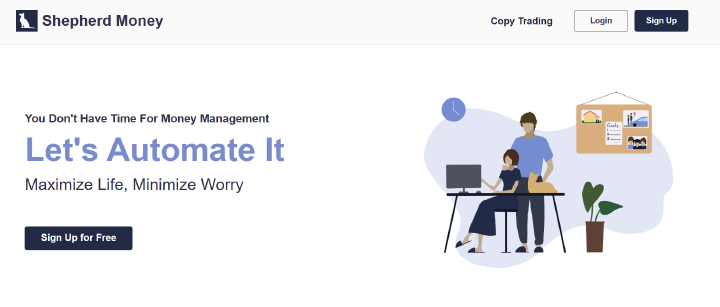 Shepherd Money
Copy Trading
Login
Sign Up
You Don't Have Time For Money Management
Let's Automate It
Maximize Life, Minimize Worry
Sign Up for Free